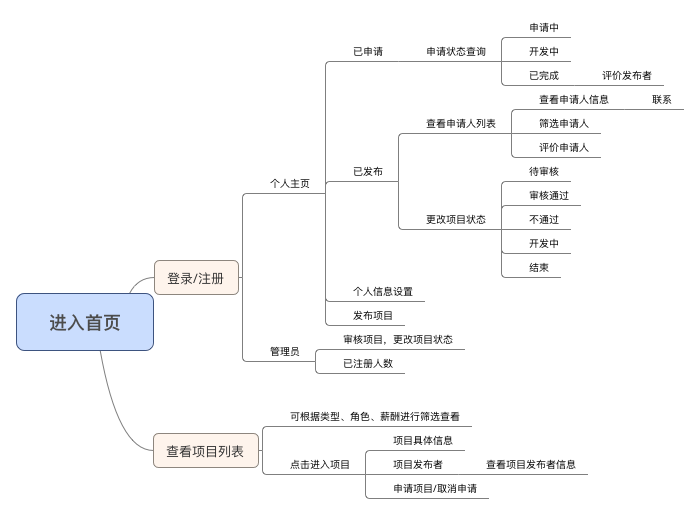 进入首页
登录/注册
个人主页
已申请
申请状态查询
申请中
开发中
已完成
评价发布者
已发布
查看申请人列表
查看申请人信息
联系
筛选申请人
评价申请人
更改项目状态
待审核
审核通过
不通过
开发中
结束
个人信息设置
发布项目
管理员
审核项目，更改项目状态
已注册人数
查看项目列表
可根据类型、角色、薪酬进行筛选查看
点击进入项目
项目具体信息
项目发布者
查看项目发布者信息
申请项目/取消申请